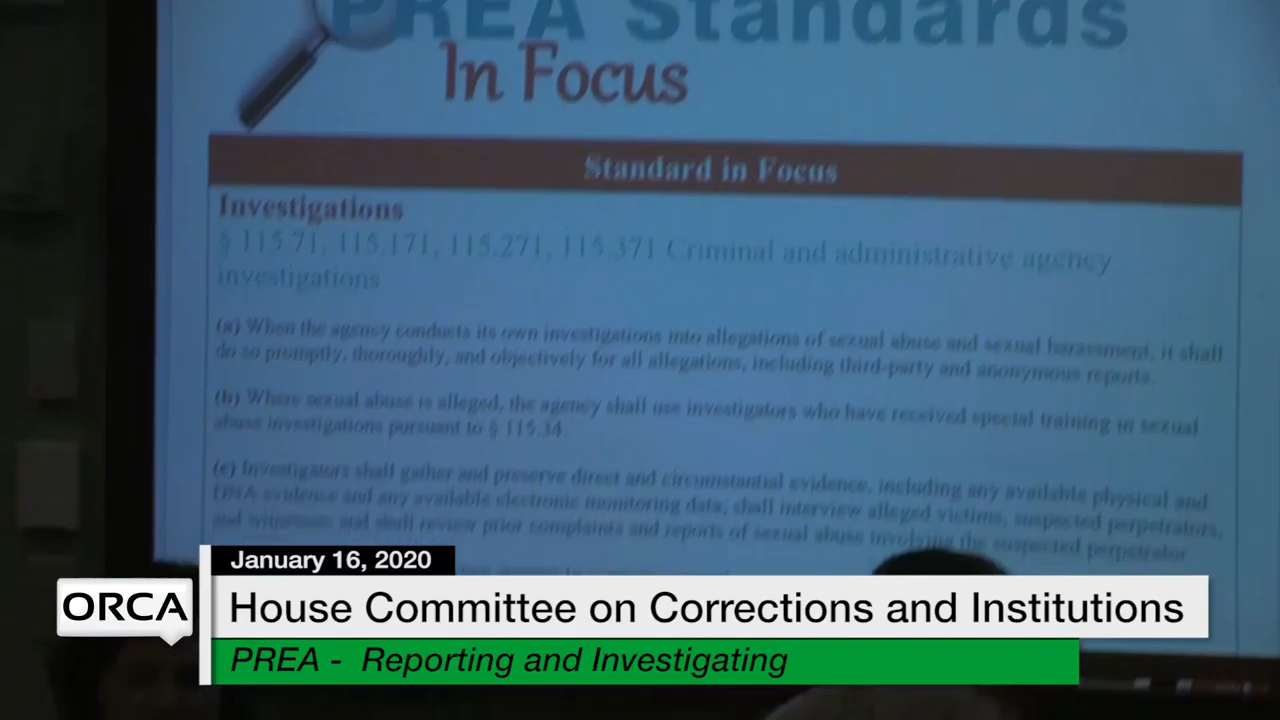 PREA Standards
In Focus
Standard in Focus
Investigations
§ 115.71, 115.171, 115.271, 115.371 Criminal and administrative agency
investigations
(a) When the agency conducts its own investigations into allegations of sexual abuse and sexual harassment, it shall
do so promptly, thoroughly, and objectively for all allegations, including third-party and anonymous reports.
(b) Where sexual abuse is alleged, the agency shall use investigators who have received special training in sexual
abuse investigations pursuant to § 115.34.
(c) Investigators shall gather and preserve direct and circumstantial evidence, including any available physical and
DNA evidence and any available electronic monitoring data; shall interview alleged victims, suspected perpetrators,
and witnesses; and shall review prior complaints and reports of sexual abuse involving the suspected perpetrator
January 16, 2020
ORCA
House Committee on Corrections and Institutions
PREA - Reporting and Investigating